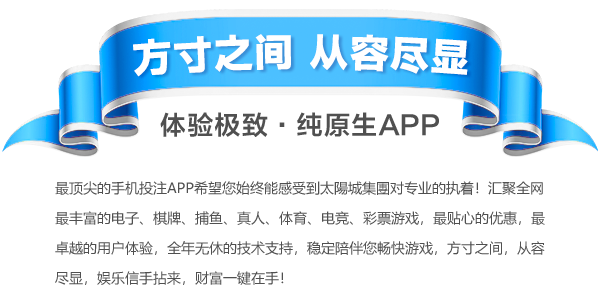 方寸之间 从容尽显
体验极致·纯原生APP
最顶尖的手机投注APP希望您始终能感受到太陽城集團对专业的执着！汇聚全网
最丰富的电子、棋牌、捕鱼、真人、体育、电竞、彩票游戏，最贴心的优惠，最
卓越的用户体验，全年无休的技术支持，稳定陪伴您畅快游戏，方寸之间，从容
尽显，娱乐信手拈来，财富一键在手！